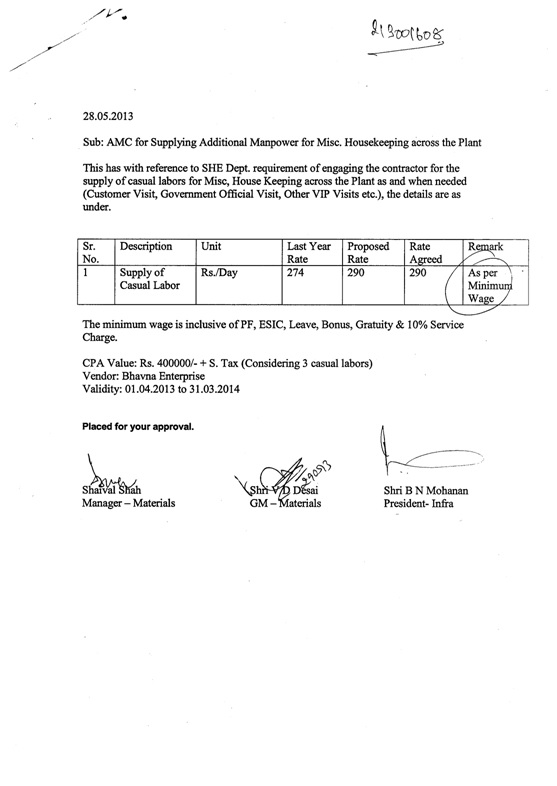 213001608
28.05.2013
Sub: AMC for Supplying Additional Manpower for Misc. Housekeeping across the Plant
This has with reference to SHE Dept. requirement of engaging the contractor for the
supply of casual labors for Misc, House Keeping across the Plant as and when needed
(Customer Visit, Government Official Visit, Other VIP Visits etc.), the details are as
under.
Sr. No. Description Unit Last Year Rate Proposed Rate Rate Agreed Remark
1 Supply of Casual Labor Rs./Day 274 290 290 As per Minimum Wage
The minimum wage is inclusive of PF, ESIC, Leave, Bonus, Gratuity & 10% Service
Charge.
CPA Value: Rs. 400000/- + S. Tax (Considering 3 casual labors)
Vendor: Bhavna Enterprise
Validity: 01.04.2013 to 31.03.2014
Placed for your approval.
Shaival Shah Shri V D Desai Shri B N Mohanan
Manager – Materials GM – Materials President- Infra